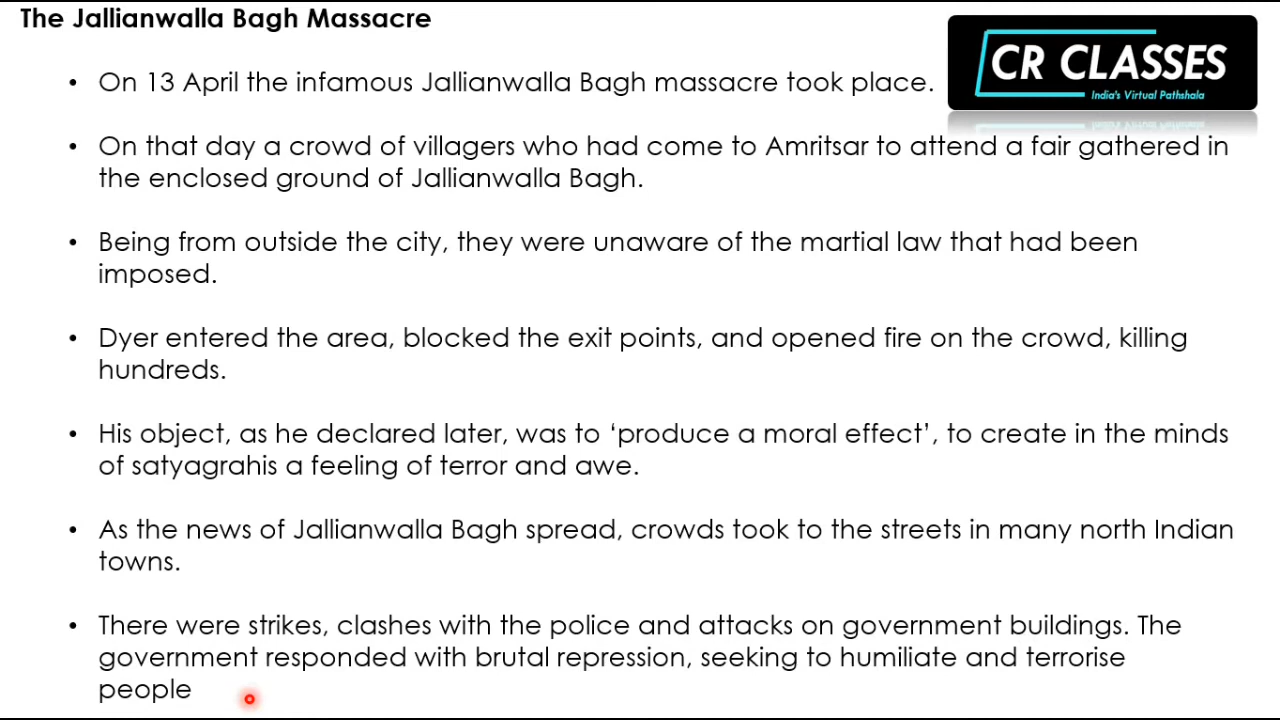 The Jallianwalla Bagh Massacre
CR CLASSES
India's Virtual Pathshala
• On 13 April the infamous Jallianwalla Bagh massacre took place.
• On that day a crowd of villagers who had come to Amritsar to attend a fair gathered in
the enclosed ground of Jallianwalla Bagh.
• Being from outside the city, they were unaware of the martial law that had been
imposed.
• Dyer entered the area, blocked the exit points, and opened fire on the crowd, killing
hundreds.
• His object, as he declared later, was to ‘produce a moral effect’, to create in the minds
of satyagrahis a feeling of terror and awe.
• As the news of Jallianwalla Bagh spread, crowds took to the streets in many north Indian
towns.
• There were strikes, clashes with the police and attacks on government buildings. The
government responded with brutal repression, seeking to humiliate and terrorise
people